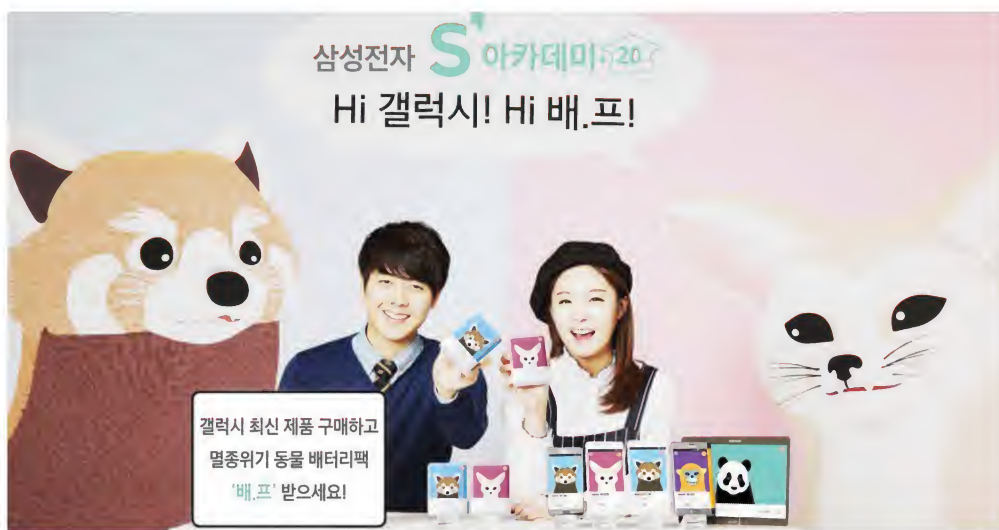 삼성전자 S 아카데미 20
Hi 갤럭시! Hi 배.프!
갤럭시 최신 제품 구매하고
멸종위기 동물 배터리팩
'배.프' 받으세요!